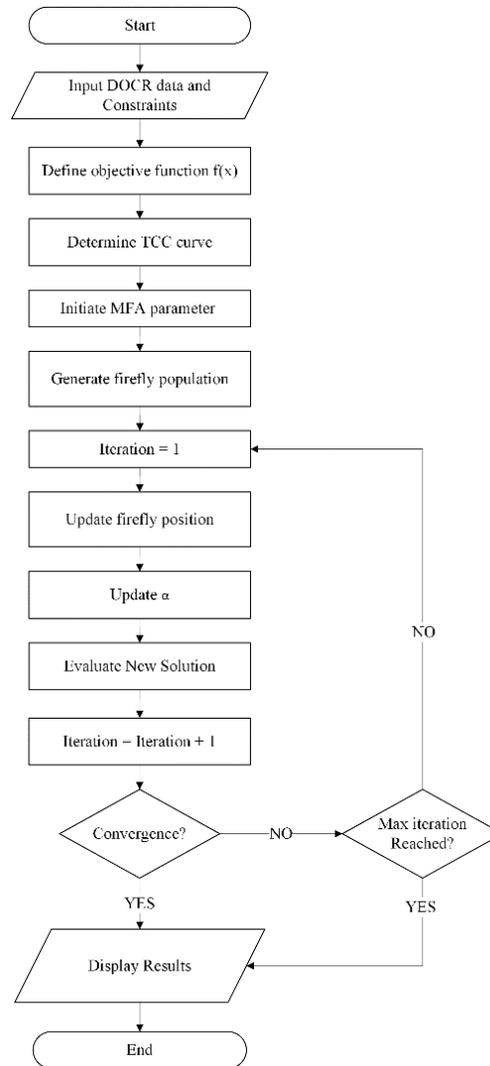 Start
Input DOCR data and
Constraints
Define objective function f(x)
Determine TCC curve
Initiate MFA parameter
Generate firefly population
Iteration = 1
Update firefly position
Update α
NO
Evaluate New Solution
Iteration = Iteration + 1
Convergence?
NO
Max iteration
Reached?
YES
YES
Display Results
End